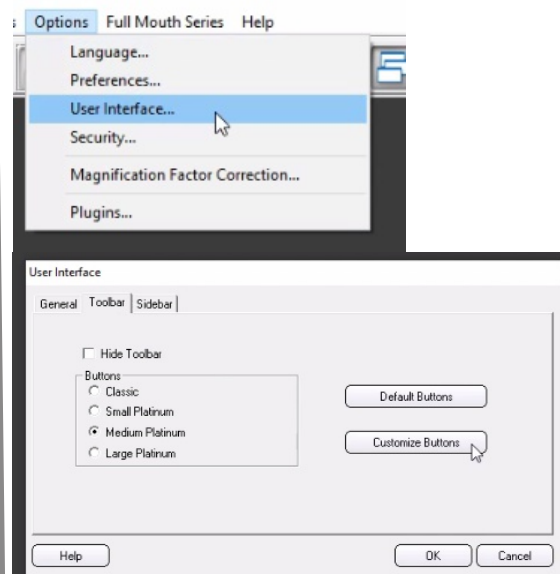 Options Full Mouth Series Help
Language...
Preferences...
User Interface...
Security...
Magnification Factor Correction...
Plugins...
User Interface
General Toolbar Sidebar
Hide Toolbar
Buttons
Classic
Small Platinum
Medium Platinum
Large Platinum
Default Buttons
Customize Buttons
Help OK Cancel